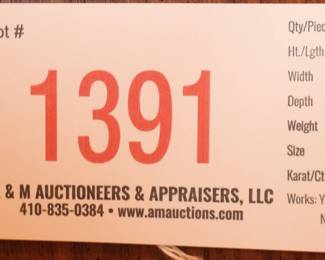 ot #
1391
& M AUCTIONEERS & APPRAISERS, LLC
410-835-0384 • www.amauctions.com
Qty/Piec
Ht./Lgth.
Width
Depth
Weight
Size
Karat/Ct
Works: Y
N